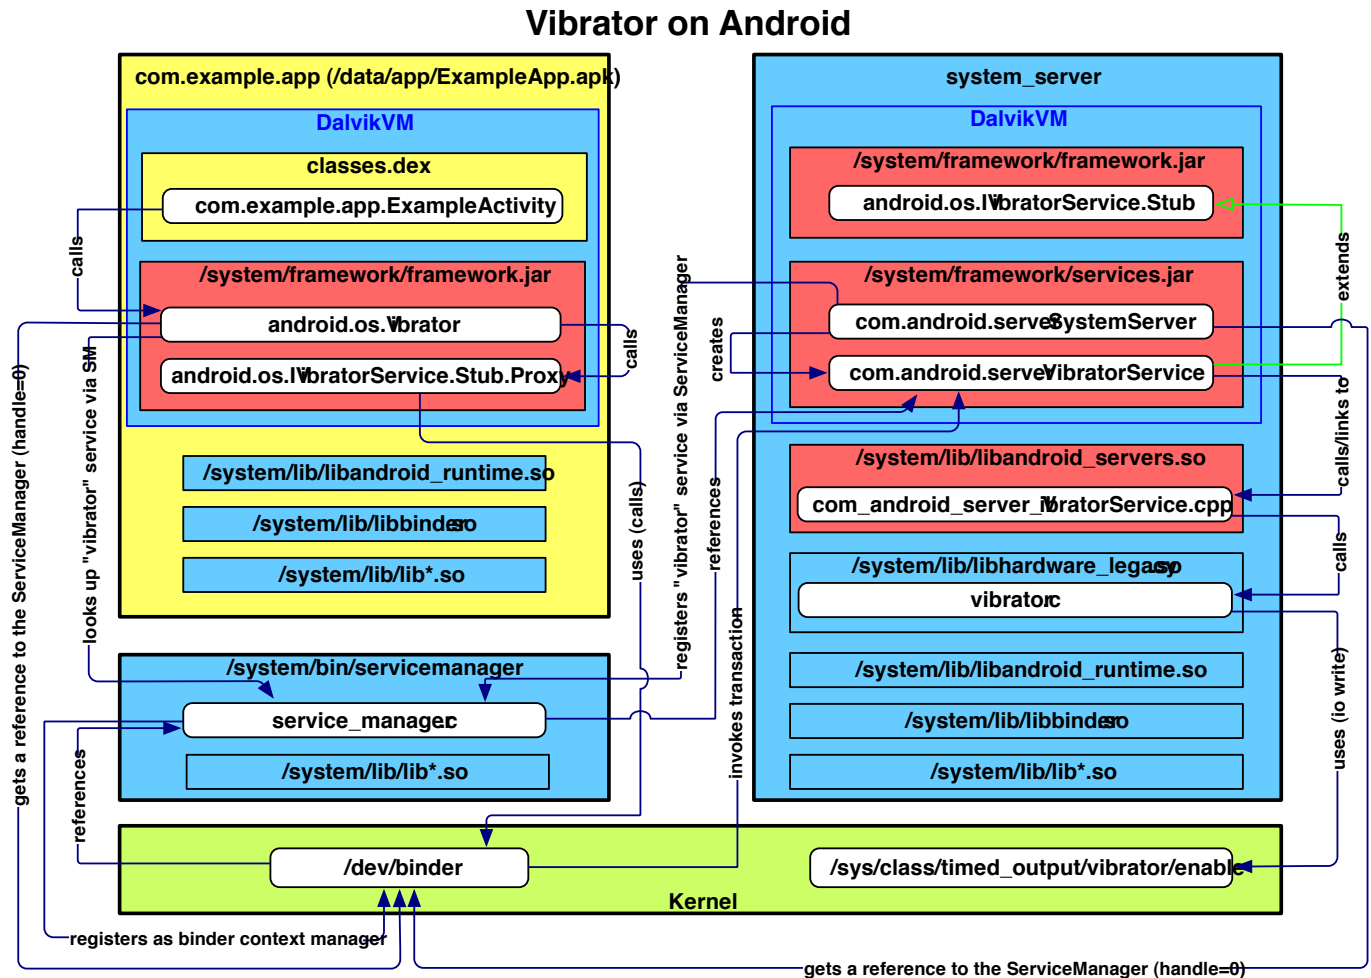 Vibrator on Android
com.example.app (/data/app/ExampleApp.apk)
DalvikVM
classes.dex
com.example.app.ExampleActivity
calls
/system/framework/framework.jar
android.os.Vibrator
android.os.IVibratorService.Stub.Proxy
calls
/system/lib/libandroid_runtime.so
/system/lib/libbinder.so
/system/lib/lib*.so
gets a reference to the ServiceManager (handle=0)
looks up "vibrator" service via SM
uses (calls)
registers "vibrator" service via ServiceManager
references
creates
invokes transaction
system_server
DalvikVM
/system/framework/framework.jar
android.os.IVibratorService.Stub
extends
/system/framework/services.jar
com.android.server.SystemServer
com.android.server.VibratorService
calls/links to
/system/lib/libandroid_servers.so
com_android_server_VibratorService.cpp
calls
/system/lib/libhardware_legacy.so
vibrator.c
/system/lib/libandroid_runtime.so
/system/lib/libbinder.so
/system/lib/lib*.so
uses (io write)
/system/bin/servicemanager
service_manager.c
/system/lib/lib*.so
references
/dev/binder
/sys/class/timed_output/vibrator/enable
Kernel
registers as binder context manager
gets a reference to the ServiceManager (handle=0)